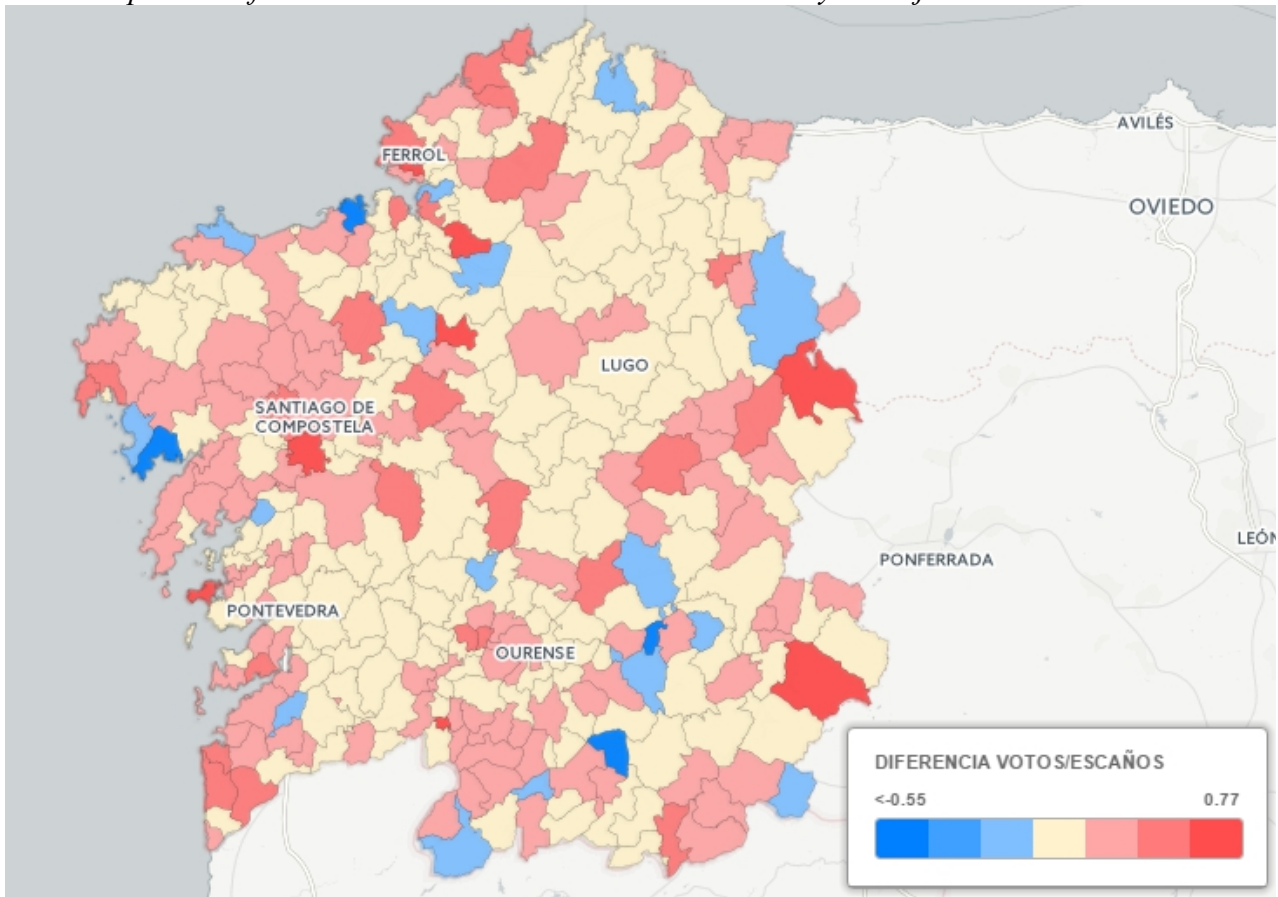 FERROL
AVILÉS
OVIEDO
LUGO
SANTIAGO DE
COMPOSTELA
PONFERRADA
LEÓN
PONTEVEDRA
OURENSE
DIFERENCIA VOTOS/ESCAÑOS
<-0.55 0.77